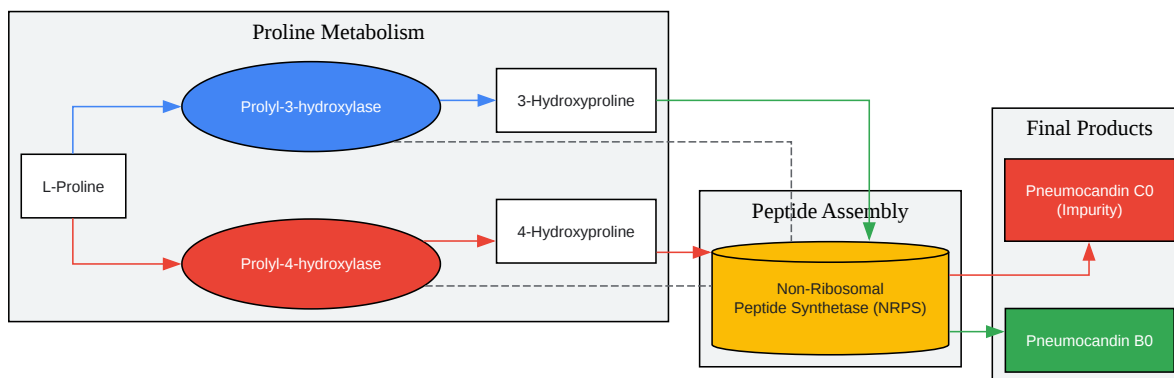 Proline Metabolism
Prolyl-3-hydroxylase
3-Hydroxyproline
L-Proline
Prolyl-4-hydroxylase
4-Hydroxyproline
Peptide Assembly
Non-Ribosomal
Peptide Synthetase (NRPS)
Final Products
Pneumocandin C0
(Impurity)
Pneumocandin B0